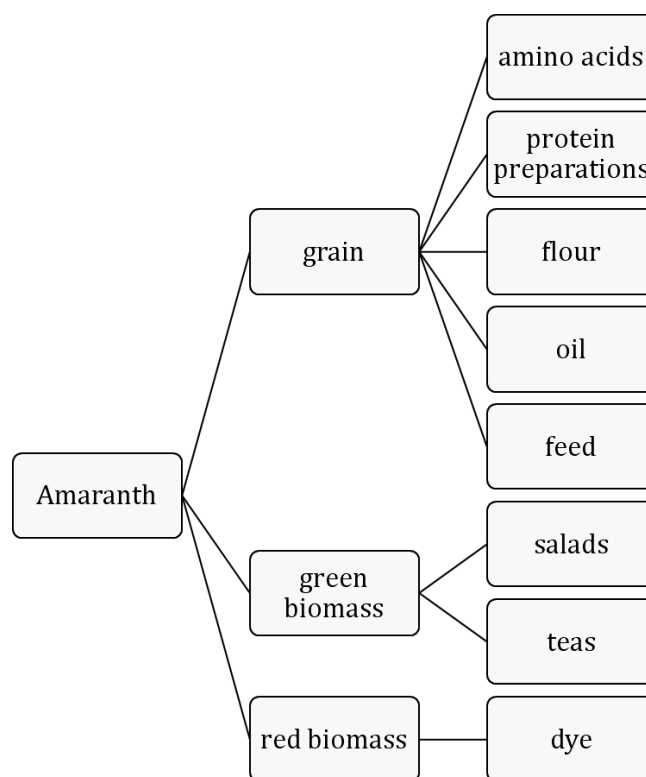 amino acids
protein
preparations
grain
flour
oil
feed
Amaranth
salads
green
biomass
teas
red biomass
dye